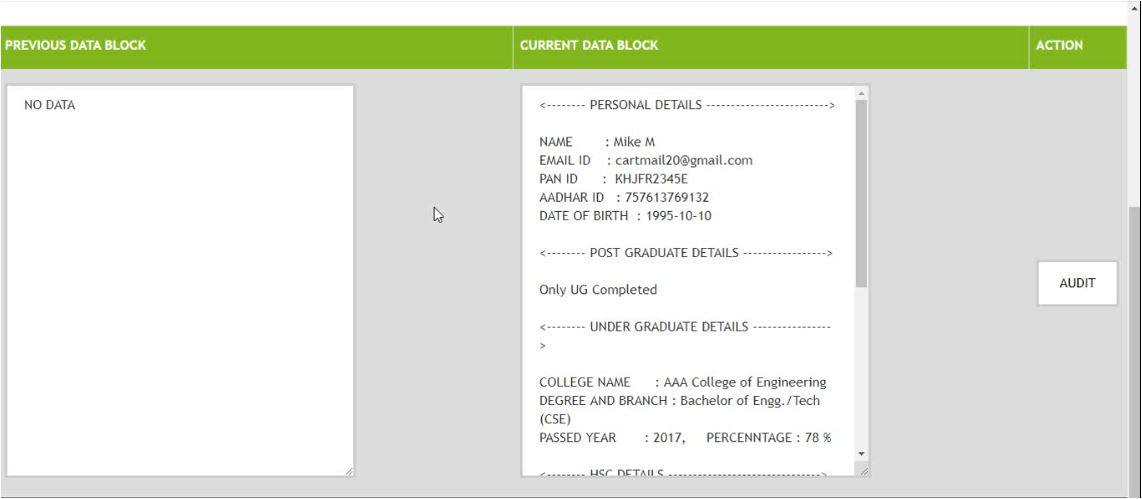 PREVIOUS DATA BLOCK CURRENT DATA BLOCK ACTION
NO DATA
<-------- PERSONAL DETAILS ------------------------->
NAME : Mike M
EMAIL ID : cartmail20@gmail.com
PAN ID : KHJFR2345E
AADHAR ID : 757613769132
DATE OF BIRTH : 1995-10-10
<-------- POST GRADUATE DETAILS ----------------->
Only UG Completed
<-------- UNDER GRADUATE DETAILS ----------------
>
COLLEGE NAME : AAA College of Engineering
DEGREE AND BRANCH : Bachelor of Engg./Tech
(CSE)
PASSED YEAR : 2017, PERCENNTAGE : 78 %
<-------- HSC DETAILS ------------------------------->
AUDIT